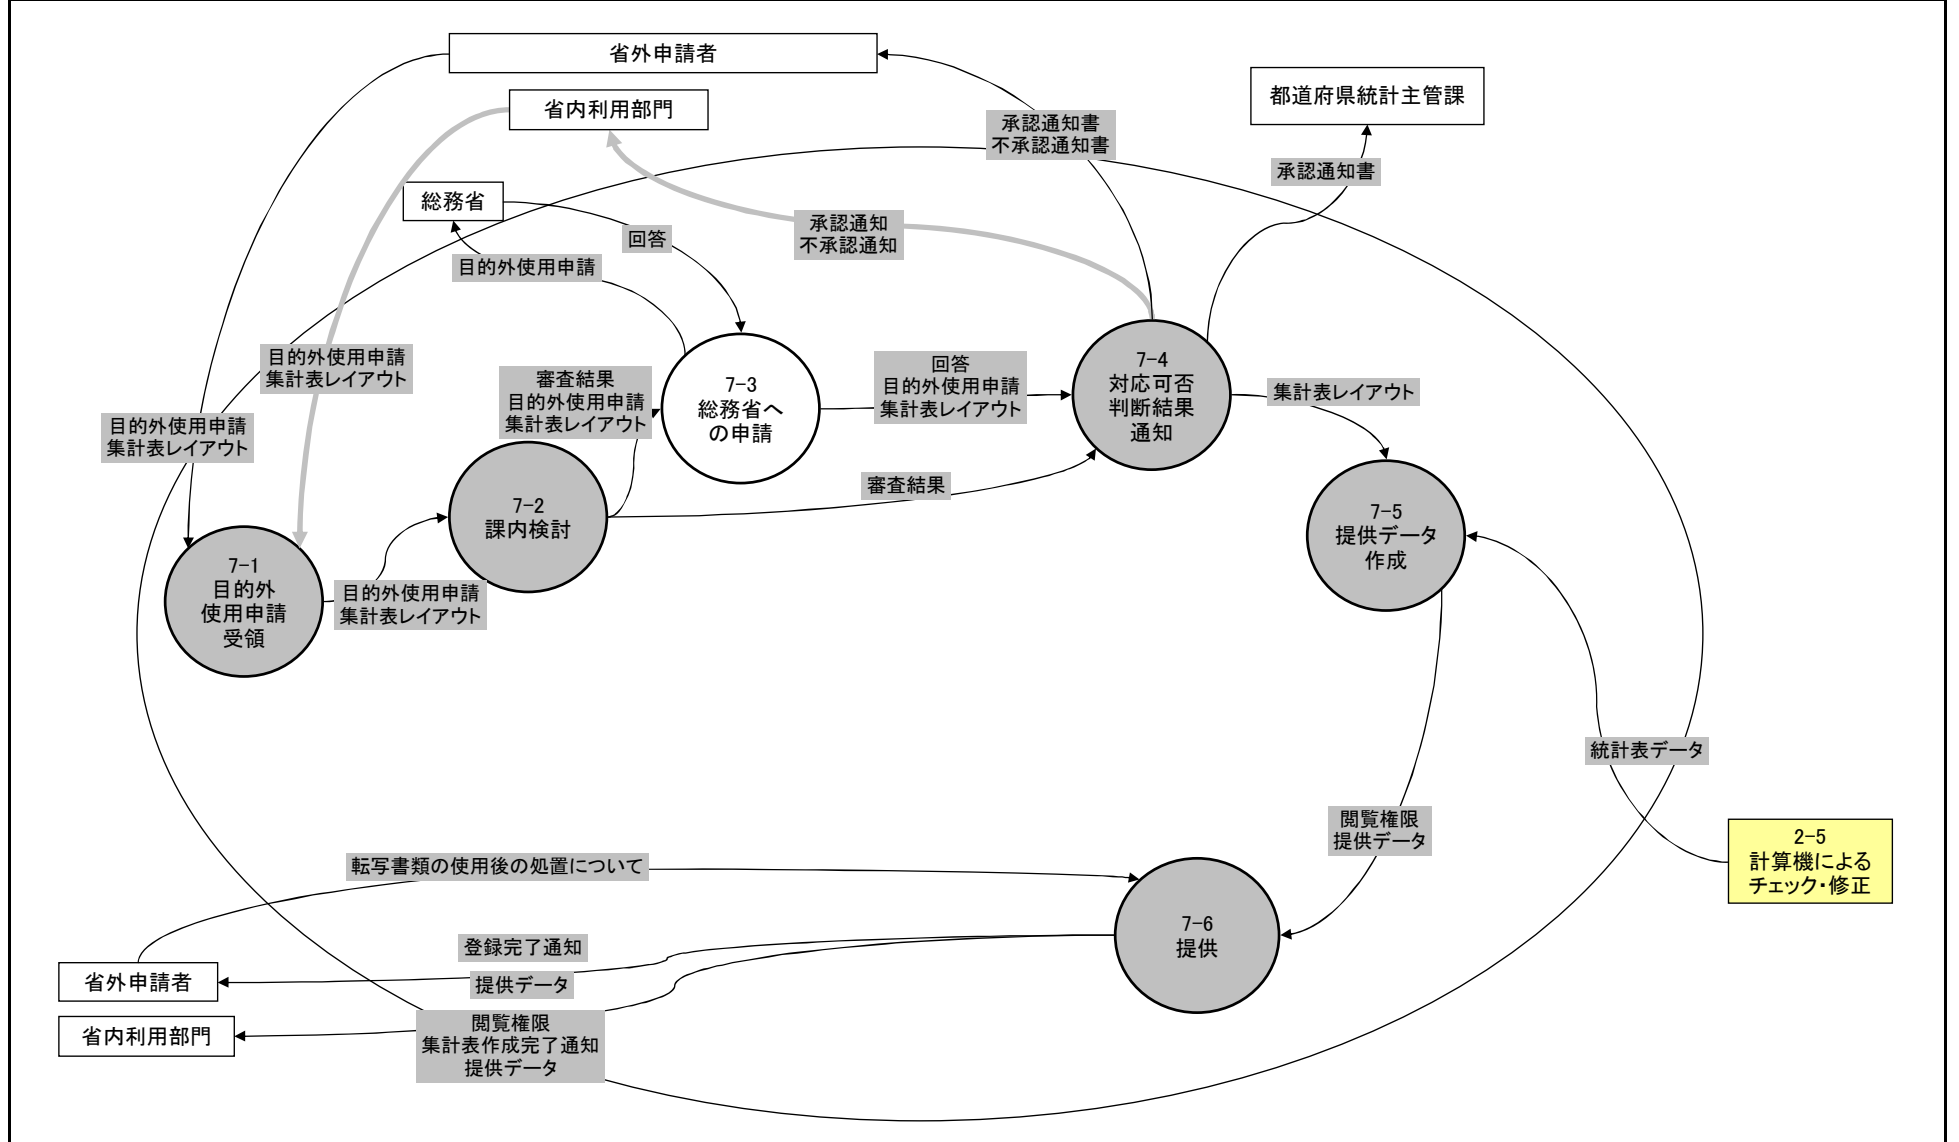 省外申請者
省内利用部門
都道府県統計主管課
承認通知書
不承認通知書
承認通知書
総務省
回答
承認通知
不承認通知
目的外使用申請
目的外使用申請
集計表レイアウト
目的外使用申請
集計表レイアウト
審査結果
目的外使用申請
集計表レイアウト
7-3
総務省へ
の申請
回答
目的外使用申請
集計表レイアウト
7-4
対応可否
判断結果
通知
集計表レイアウト
7-2
課内検討
審査結果
7-5
提供データ
作成
7-1
目的外
使用申請
受領
目的外使用申請
集計表レイアウト
統計表データ
閲覧権限
提供データ
2-5
計算機による
チェック・修正
転写書類の使用後の処置について
7-6
提供
登録完了通知
提供データ
省外申請者
省内利用部門
閲覧権限
集計表作成完了通知
提供データ